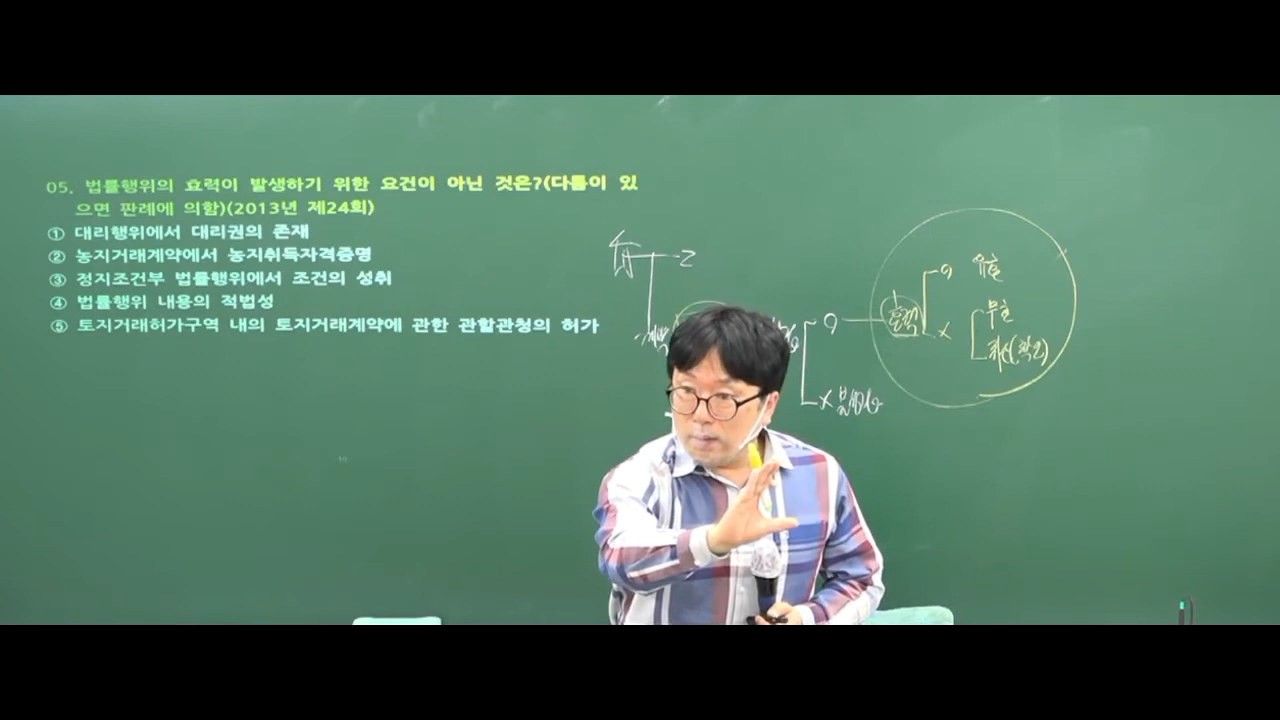 05. 법률행위의 효력이 발생하기 위한 요건이 아닌 것은?(다툼이 있
으면 판례에 의함)(2013년 제24회)
① 대리행위에서 대리권의 존재
② 농지거래계약에서 농지취득자격증명
③ 정지조건부 법률행위에서 조건의 성취
④ 법률행위 내용의 적법성
⑤ 토지거래허가구역 내의 토지거래계약에 관한 관할관청의 허가
유효
효력
무효
x
x 불성립